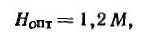 Hопт = 1,2 M,